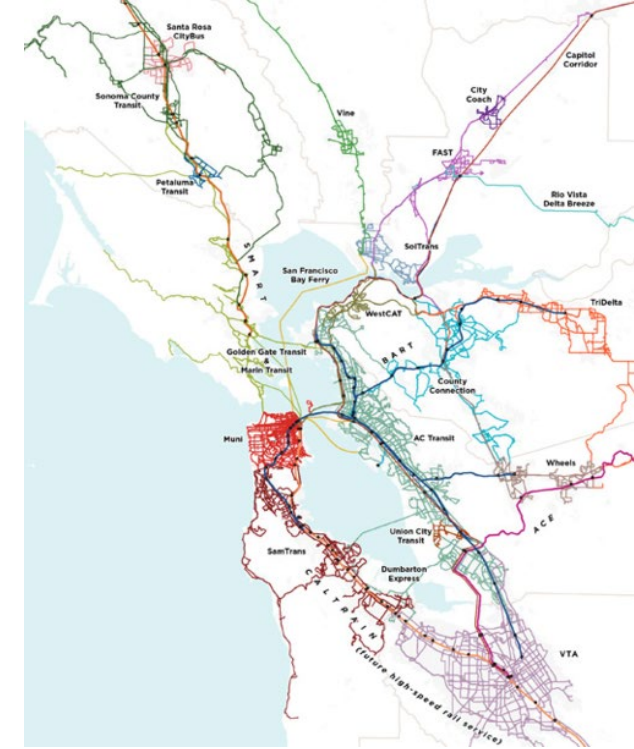 Santa Rosa
CityBus
Capitol
Corridor
Sonoma County
Transit
City
Coach
Vine
FAST
Petaluma
Transit
Rio Vista
Delta Breeze
SMART
SolTrans
San Francisco
Bay Ferry
TriDelta
WestCAT
BART
Golden Gate Transit
&
Marin Transit
County
Connection
Muni
AC Transit
Wheels
ACE
Union City
Transit
SamTrans
Dumbarton
Express
CALTRAIN
(future high-speed rail service)
VTA